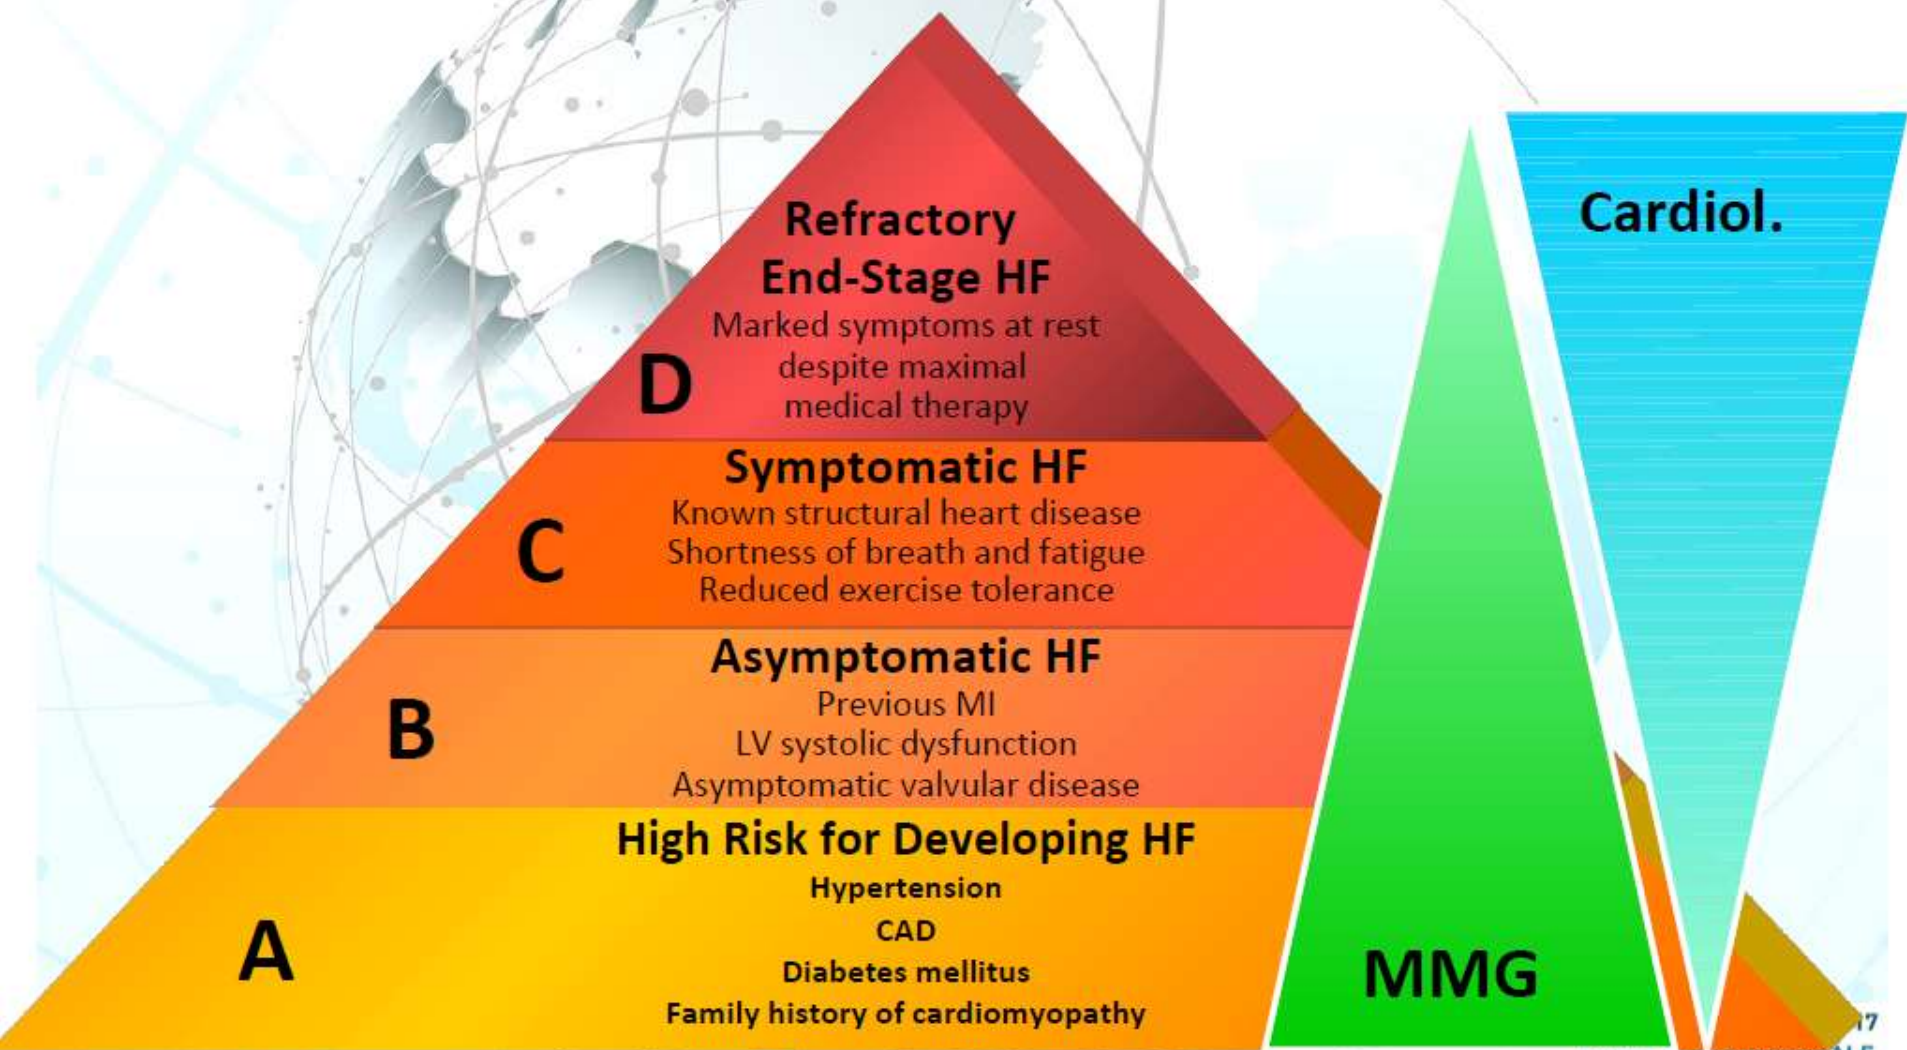 Refractory
End-Stage HF
Marked symptoms at rest
despite maximal
medical therapy
D
Symptomatic HF
Known structural heart disease
Shortness of breath and fatigue
Reduced exercise tolerance
C
Asymptomatic HF
Previous MI
LV systolic dysfunction
Asymptomatic valvular disease
B
High Risk for Developing HF
Hypertension
CAD
Diabetes mellitus
Family history of cardiomyopathy
A
MMG
Cardiol.
17